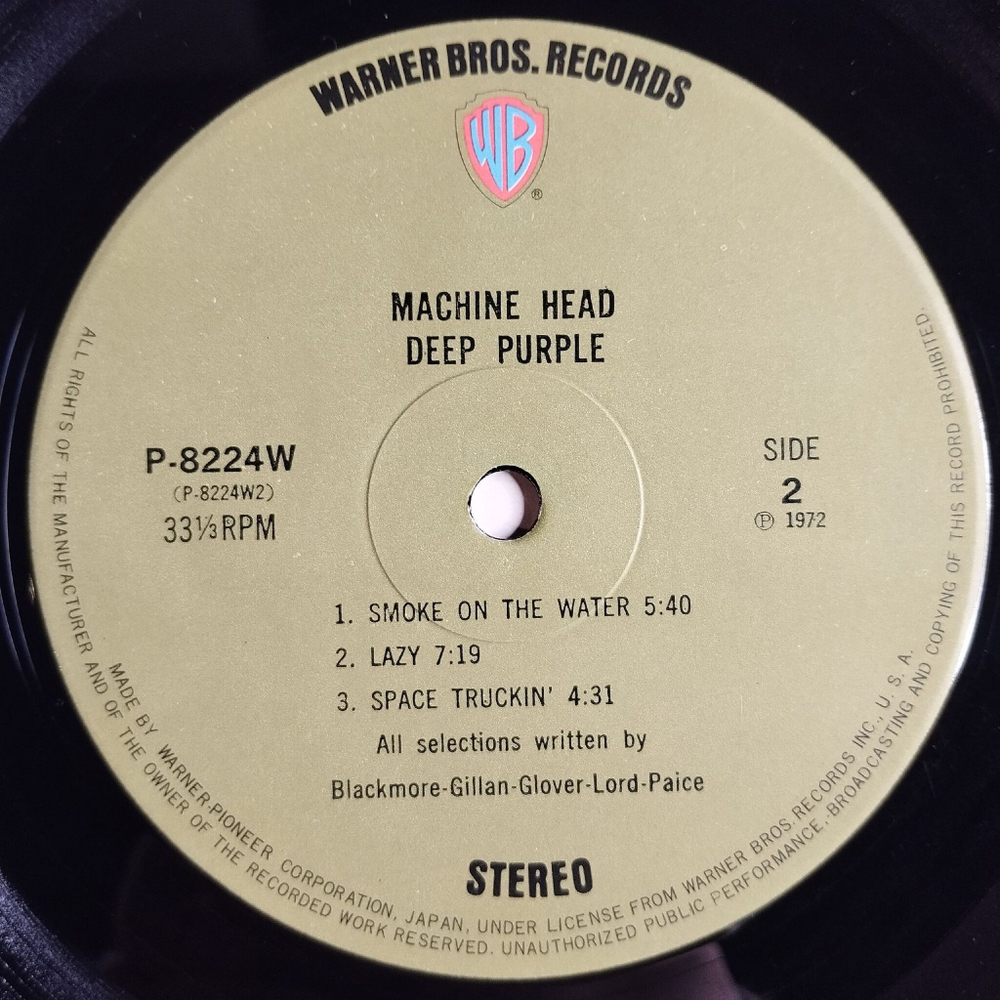 WARNER BROS. RECORDS
WB
®
MACHINE HEAD
DEEP PURPLE
P-8224W
(P-8224W2)
33⅓ RPM
SIDE
2
Ⓟ 1972
1. SMOKE ON THE WATER 5:40
2. LAZY 7:19
3. SPACE TRUCKIN' 4:31
All selections written by
Blackmore-Gillan-Glover-Lord-Paice
STEREO
MADE BY WARNER-PIONEER CORPORATION, JAPAN, UNDER LICENSE FROM WARNER BROS. RECORDS INC., U. S. A.
ALL RIGHTS OF THE MANUFACTURER AND OF THE OWNER OF THE RECORDED WORK RESERVED. UNAUTHORIZED PUBLIC PERFORMANCE, BROADCASTING AND COPYING OF THIS RECORD PROHIBITED.